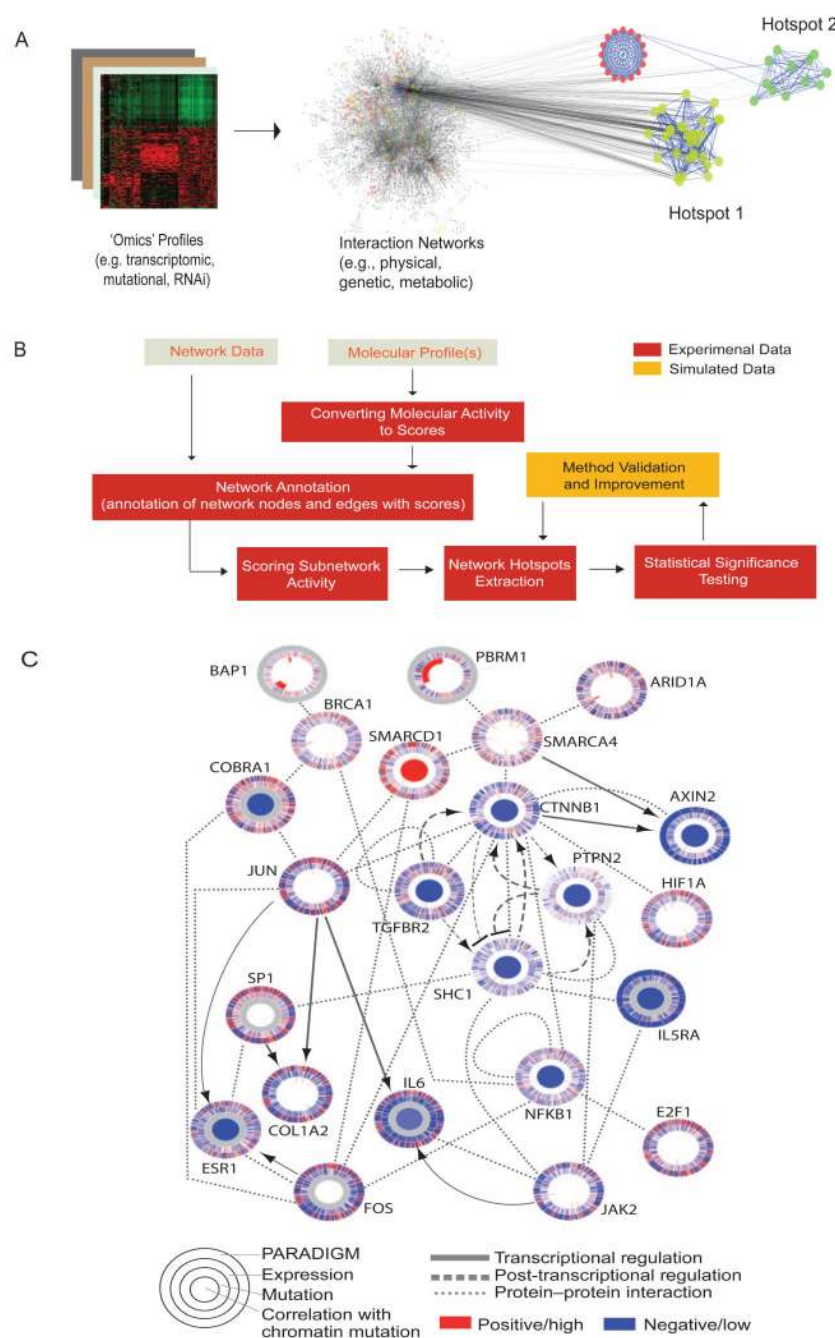 A
Hotspot 2
Hotspot 1
'Omics' Profiles
(e.g. transcriptomic,
mutational, RNAi)
Interaction Networks
(e.g., physical,
genetic, metabolic)
B
Network Data
Molecular Profile(s)
Experimenal Data
Simulated Data
Converting Molecular Activity
to Scores
Network Annotation
(annotation of network nodes and edges with scores)
Method Validation
and Improvement
Scoring Subnetwork
Activity
Network Hotspots
Extraction
Statistical Significance
Testing
C
BAP1
PBRM1
ARID1A
BRCA1
SMARCD1
SMARCA4
COBRA1
CTNNB1
AXIN2
JUN
PTPN2
TGFBR2
HIF1A
SP1
SHC1
IL5RA
COL1A2
IL6
NFKB1
E2F1
ESR1
FOS
JAK2
PARADIGM
Expression
Mutation
Correlation with
chromatin mutation
Transcriptional regulation
Post-transcriptional regulation
Protein–protein interaction
Positive/high
Negative/low